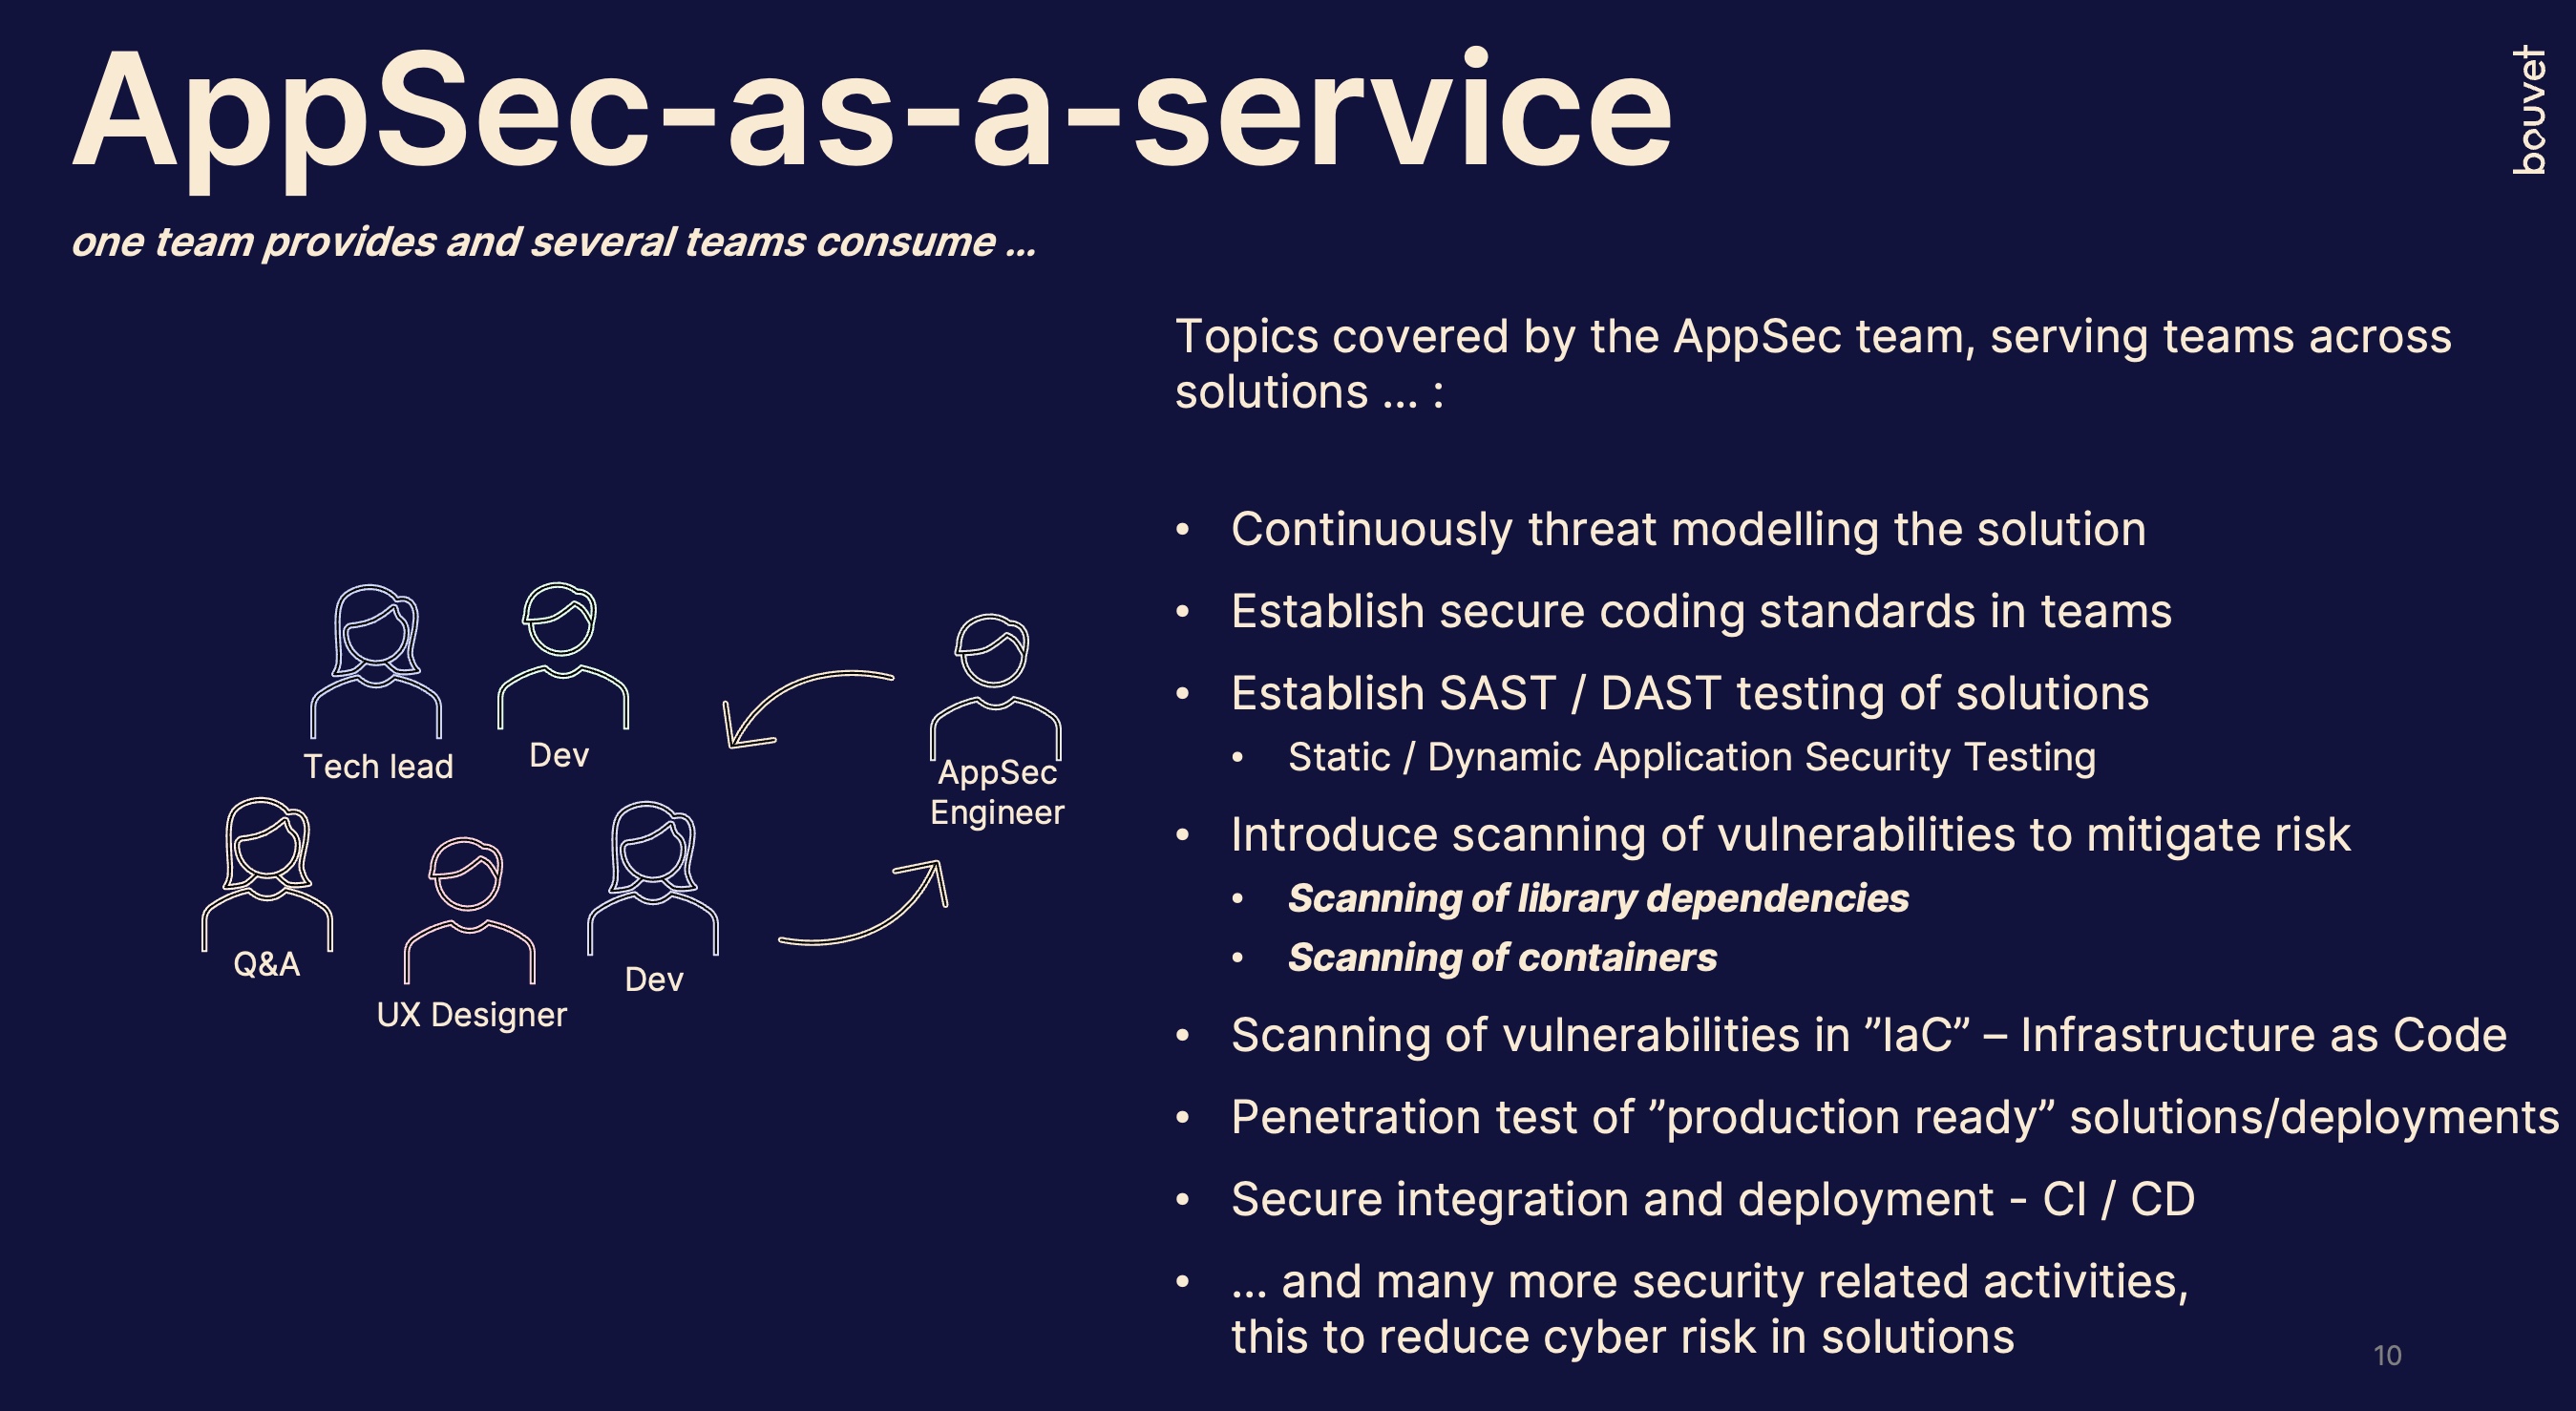 AppSec-as-a-service
bouvet
one team provides and several teams consume ...
Topics covered by the AppSec team, serving teams across
solutions ... :
• Continuously threat modelling the solution
• Establish secure coding standards in teams
• Establish SAST / DAST testing of solutions
• Static / Dynamic Application Security Testing
• Introduce scanning of vulnerabilities to mitigate risk
• Scanning of library dependencies
• Scanning of containers
• Scanning of vulnerabilities in ”IaC” – Infrastructure as Code
• Penetration test of ”production ready” solutions/deployments
• Secure integration and deployment - CI / CD
• ... and many more security related activities,
this to reduce cyber risk in solutions
Tech lead
Dev
AppSec
Engineer
Q&A
UX Designer
Dev
10